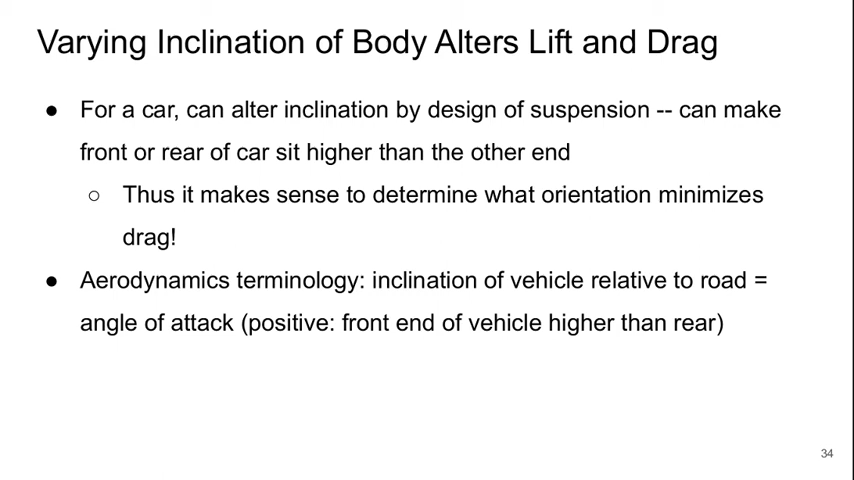 Varying Inclination of Body Alters Lift and Drag
● For a car, can alter inclination by design of suspension -- can make
front or rear of car sit higher than the other end
○ Thus it makes sense to determine what orientation minimizes
drag!
● Aerodynamics terminology: inclination of vehicle relative to road =
angle of attack (positive: front end of vehicle higher than rear)
34